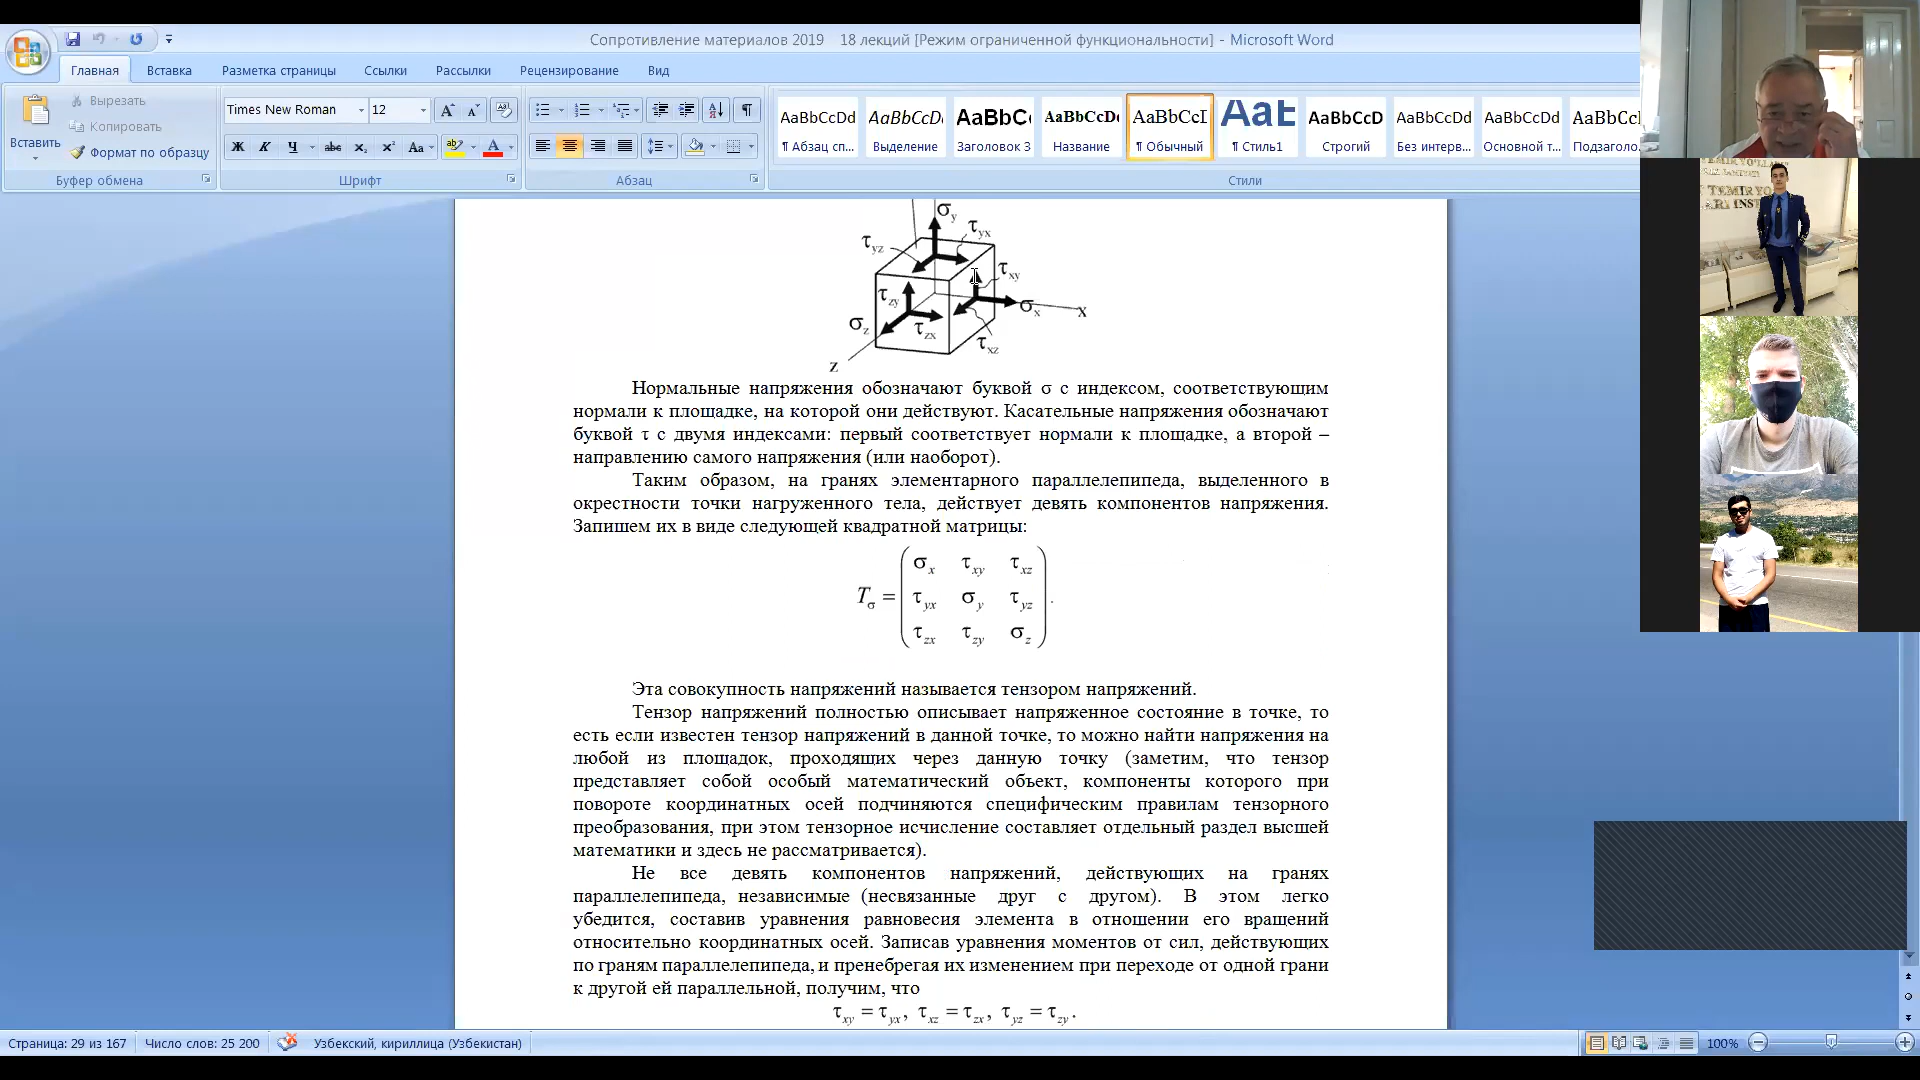 Сопротивление материалов 2019 18 лекций [Режим ограниченной функциональности] - Microsoft Word
Главная Вставка Разметка страницы Ссылки Рассылки Рецензирование Вид
Вставить
Вырезать
Копировать
Формат по образцу
Буфер обмена
Times New Roman 12
Ж К Ч abc x₂ x² Aa
Шрифт
Абзац
AaBbCcDd AaBbCcDd AaBbCc AaBbCcDd AaBbCcI AaB AaBbCcD AaBbCcDd AaBbCcDd AaBbCcL
¶ Абзац сп... Выделение Заголовок 3 Название ¶ Обычный ¶ Стиль1 Строгий Без интерв... Основной т... Подзаголо...
Стили
σy
τyx
τyz
τxy
τzy
σx
x
σz
τzx
τxz
z
Нормальные напряжения обозначают буквой σ с индексом, соответствующим
нормали к площадке, на которой они действуют. Касательные напряжения обозначают
буквой τ с двумя индексами: первый соответствует нормали к площадке, а второй –
направлению самого напряжения (или наоборот).
Таким образом, на гранях элементарного параллелепипеда, выделенного в
окрестности точки нагруженного тела, действует девять компонентов напряжения.
Запишем их в виде следующей квадратной матрицы:
σx τxy τxz
Tσ = τyx σy τyz .
τzx τzy σz
Эта совокупность напряжений называется тензором напряжений.
Тензор напряжений полностью описывает напряженное состояние в точке, то
есть если известен тензор напряжений в данной точке, то можно найти напряжения на
любой из площадок, проходящих через данную точку (заметим, что тензор
представляет собой особый математический объект, компоненты которого при
повороте координатных осей подчиняются специфическим правилам тензорного
преобразования, при этом тензорное исчисление составляет отдельный раздел высшей
математики и здесь не рассматривается).
Не все девять компонентов напряжений, действующих на гранях
параллелепипеда, независимые (несвязанные друг с другом). В этом легко
убедится, составив уравнения равновесия элемента в отношении его вращений
относительно координатных осей. Записав уравнения моментов от сил, действующих
по граням параллелепипеда, и пренебрегая их изменением при переходе от одной грани
к другой ей параллельной, получим, что
τxy = τyx, τxz = τzx, τyz = τzy.
Страница: 29 из 167 Число слов: 25 200 Узбекский, кириллица (Узбекистан) 100%